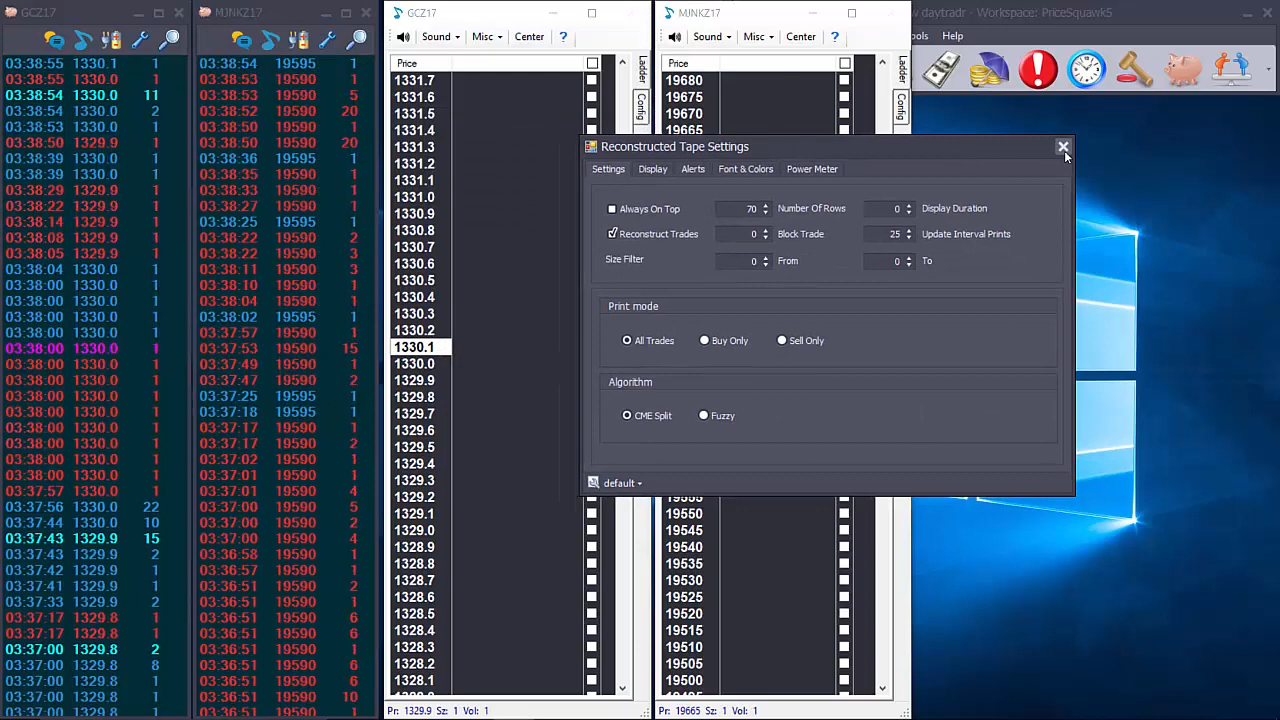 GCZ17
03:38:55 1330.1 1
03:38:55 1330.0 1
03:38:54 1330.0 11
03:38:54 1330.0 2
03:38:53 1330.0 1
03:38:50 1329.9 1
03:38:39 1330.0 1
03:38:33 1329.9 1
03:38:29 1329.9 1
03:38:22 1329.9 1
03:38:14 1329.9 1
03:38:08 1329.9 2
03:38:05 1329.9 1
03:38:04 1330.0 1
03:38:00 1330.0 1
03:38:00 1330.0 1
03:38:00 1330.0 1
03:38:00 1330.0 1
03:38:00 1330.0 1
03:38:00 1330.0 1
03:38:00 1330.0 1
03:38:00 1330.0 1
03:38:00 1330.0 1
03:38:00 1330.0 1
03:38:00 1330.0 1
03:38:00 1330.0 1
03:38:00 1330.0 1
03:37:57 1330.0 1
03:37:56 1330.0 22
03:37:44 1330.0 10
03:37:43 1329.9 15
03:37:43 1329.9 2
03:37:42 1329.9 1
03:37:41 1329.9 1
03:37:33 1329.9 2
03:37:17 1329.8 1
03:37:17 1329.8 1
03:37:00 1329.8 2
03:37:00 1329.8 8
03:37:00 1329.8 1
03:37:00 1329.8 1
MJNKZ17
03:38:54 19595 1
03:38:53 19590 1
03:38:53 19590 5
03:38:52 19590 20
03:38:50 19590 1
03:38:50 19590 20
03:38:36 19595 1
03:38:35 19590 1
03:38:33 19590 1
03:38:27 19590 1
03:38:25 19590 1
03:38:22 19590 2
03:38:22 19590 3
03:38:11 19590 3
03:38:10 19590 1
03:38:04 19590 1
03:38:02 19595 1
03:37:57 19590 1
03:37:53 19590 15
03:37:49 19590 1
03:37:47 19590 2
03:37:25 19595 1
03:37:18 19595 1
03:37:17 19590 1
03:37:17 19590 2
03:37:02 19590 1
03:37:01 19590 1
03:37:01 19590 4
03:37:00 19590 5
03:37:00 19590 2
03:37:00 19590 4
03:36:58 19590 1
03:36:57 19590 1
03:36:51 19590 2
03:36:51 19590 1
03:36:51 19590 6
03:36:51 19590 6
03:36:51 19590 1
03:36:51 19590 6
03:36:51 19590 6
03:36:51 19590 10
03:36:51 19590 1
GCZ17
Sound Misc Center ?
Price
1331.7
1331.6
1331.5
1331.4
1331.3
1331.2
1331.1
1331.0
1330.9
1330.8
1330.7
1330.6
1330.5
1330.4
1330.3
1330.2
1330.1
1330.0
1329.9
1329.8
1329.7
1329.6
1329.5
1329.4
1329.3
1329.2
1329.1
1329.0
1328.9
1328.8
1328.7
1328.6
1328.5
1328.4
1328.3
1328.2
1328.1
Ladder
Config
Pr: 1329.9 Sz: 1 Vol: 1
MJNKZ17
Sound Misc Center ?
Price
19680
19675
19670
19665
19555
19550
19545
19540
19535
19530
19525
19520
19515
19510
19505
19500
Ladder
Config
Pr: 19665 Sz: 1 Vol: 1
w daytradr - Workspace: PriceSquawk5
ools Help
Reconstructed Tape Settings
Settings Display Alerts Font & Colors Power Meter
Always On Top 70 Number Of Rows 0 Display Duration
Reconstruct Trades 0 Block Trade 25 Update Interval Prints
Size Filter 0 From 0 To
Print mode
All Trades Buy Only Sell Only
Algorithm
CME Split Fuzzy
default